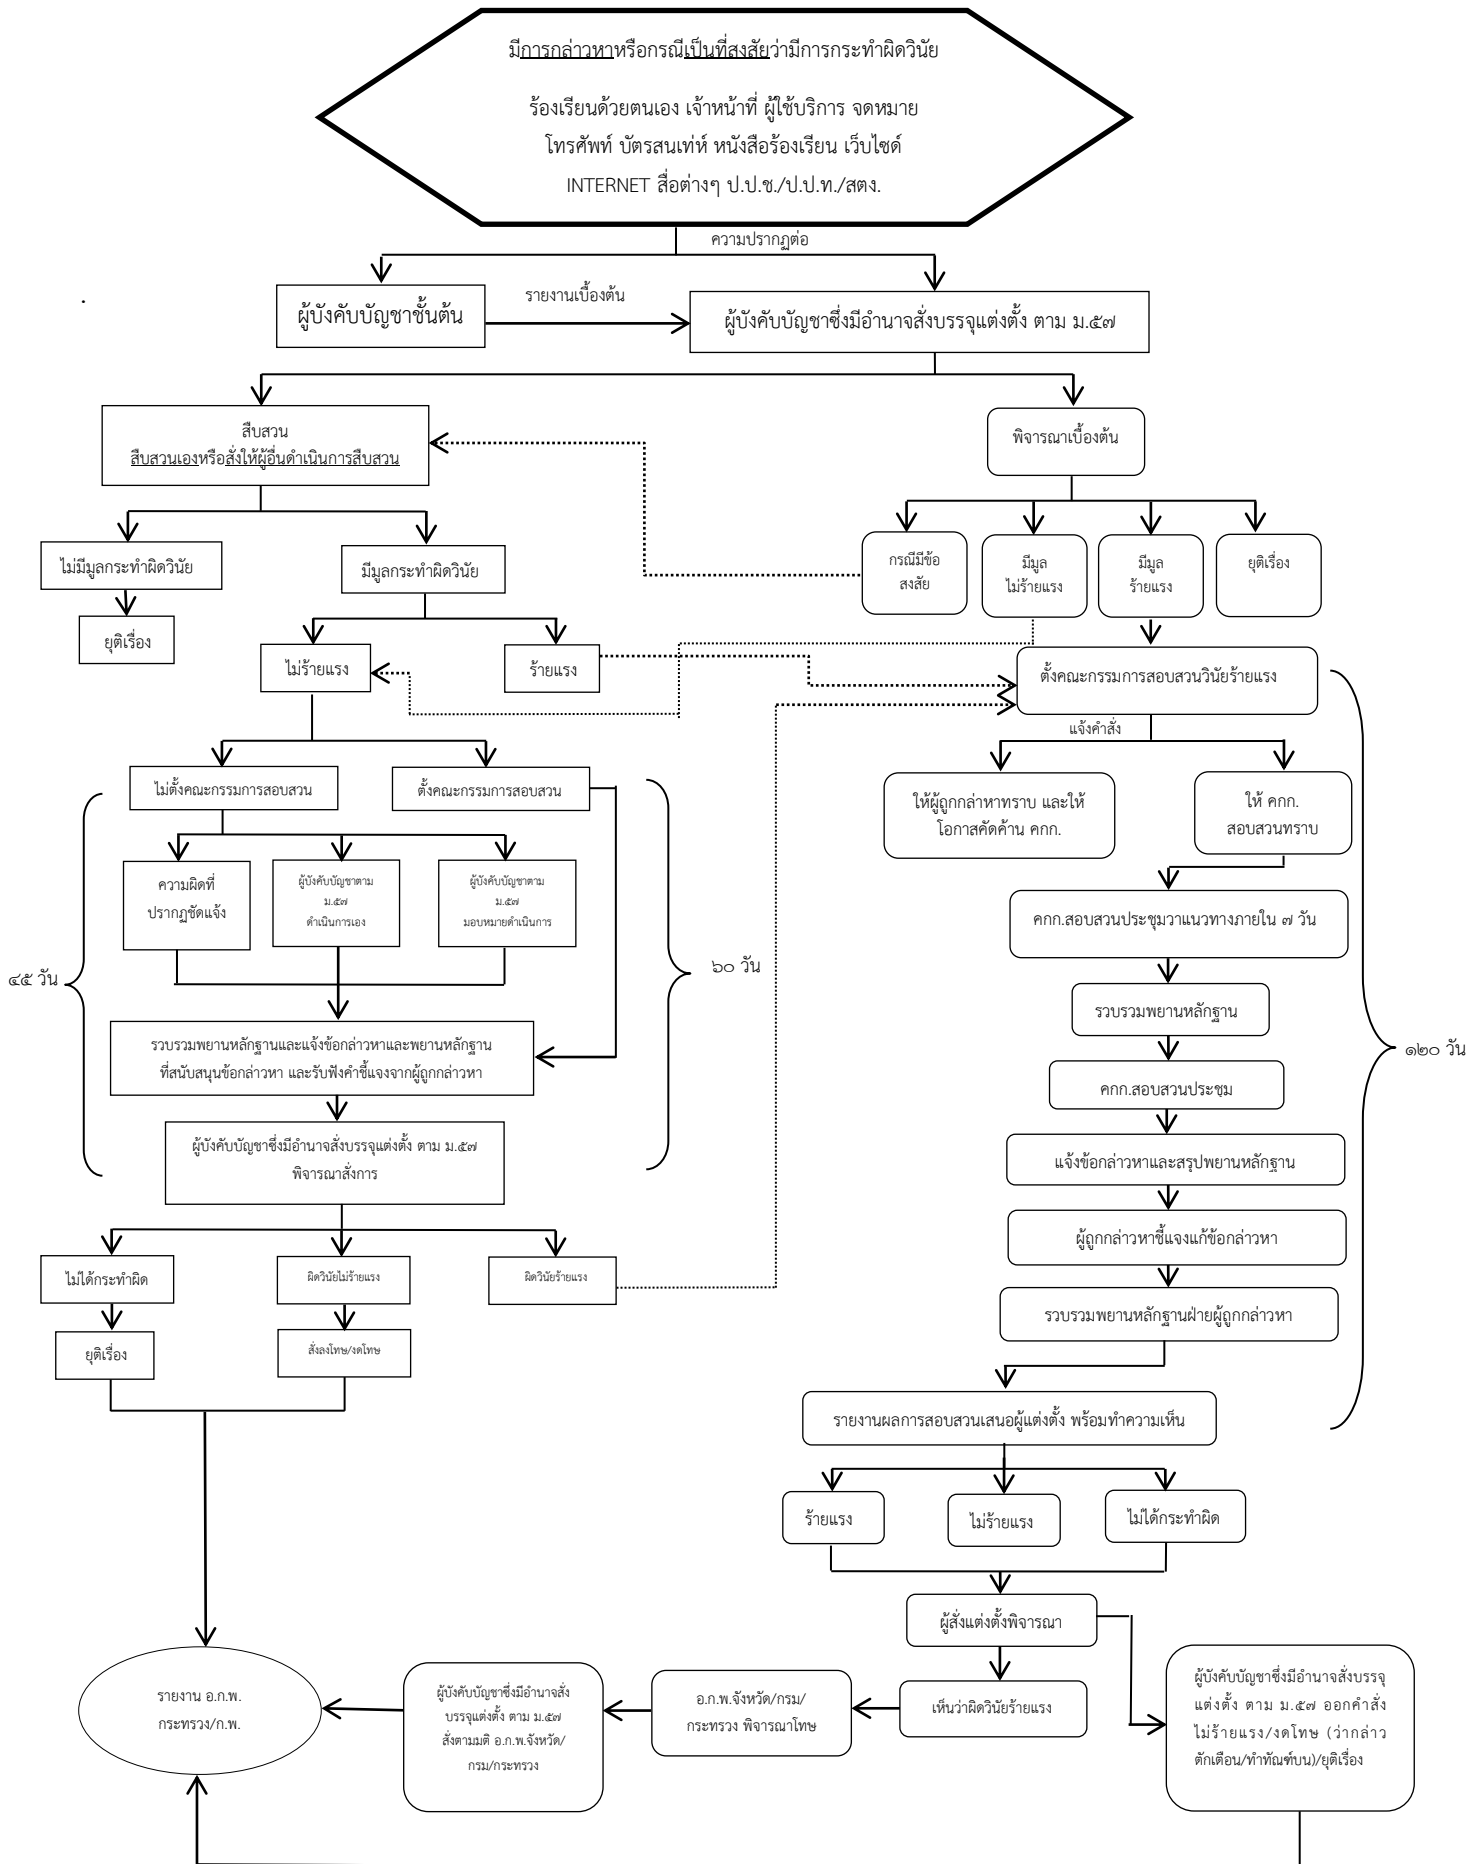 มีการกล่าวหาหรือกรณีเป็นที่สงสัยว่ามีการกระทำผิดวินัย
ร้องเรียนด้วยตนเอง เจ้าหน้าที่ ผู้ใช้บริการ จดหมาย
โทรศัพท์ บัตรสนเท่ห์ หนังสือร้องเรียน เว็บไซด์
INTERNET สื่อต่างๆ ป.ป.ช./ป.ป.ท./สตง.
ความปรากฏต่อ
ผู้บังคับบัญชาชั้นต้น
รายงานเบื้องต้น
ผู้บังคับบัญชาซึ่งมีอำนาจสั่งบรรจุแต่งตั้ง ตาม ม.๕๗
สืบสวน
สืบสวนเองหรือสั่งให้ผู้อื่นดำเนินการสืบสวน
พิจารณาเบื้องต้น
ไม่มีมูลกระทำผิดวินัย
มีมูลกระทำผิดวินัย
กรณีมีข้อ
สงสัย
มีมูล
ไม่ร้ายแรง
มีมูล
ร้ายแรง
ยุติเรื่อง
ยุติเรื่อง
ไม่ร้ายแรง
ร้ายแรง
ตั้งคณะกรรมการสอบสวนวินัยร้ายแรง
แจ้งคำสั่ง
ไม่ตั้งคณะกรรมการสอบสวน
ตั้งคณะกรรมการสอบสวน
ให้ผู้ถูกกล่าหาทราบ และให้
โอกาสคัดค้าน คกก.
ให้ คกก.
สอบสวนทราบ
ความผิดที่
ปรากฏชัดแจ้ง
ผู้บังคับบัญชาตาม
ม.๕๗
ดำเนินการเอง
ผู้บังคับบัญชาตาม
ม.๕๗
มอบหมายดำเนินการ
คกก.สอบสวนประชุมวาแนวทางภายใน ๗ วัน
๔๕ วัน
๖๐ วัน
รวบรวมพยานหลักฐาน
รวบรวมพยานหลักฐานและแจ้งข้อกล่าวหาและพยานหลักฐาน
ที่สนับสนุนข้อกล่าวหา และรับฟังคำชี้แจงจากผู้ถูกกล่าวหา
๑๒๐ วัน
คกก.สอบสวนประชุม
ผู้บังคับบัญชาซึ่งมีอำนาจสั่งบรรจุแต่งตั้ง ตาม ม.๕๗
พิจารณาสั่งการ
แจ้งข้อกล่าวหาและสรุปพยานหลักฐาน
ผู้ถูกกล่าวหาชี้แจงแก้ข้อกล่าวหา
ไม่ได้กระทำผิด
ผิดวินัยไม่ร้ายแรง
ผิดวินัยร้ายแรง
รวบรวมพยานหลักฐานฝ่ายผู้ถูกกล่าวหา
ยุติเรื่อง
สั่งลงโทษ/งดโทษ
รายงานผลการสอบสวนเสนอผู้แต่งตั้ง พร้อมทำความเห็น
ร้ายแรง
ไม่ร้ายแรง
ไม่ได้กระทำผิด
ผู้สั่งแต่งตั้งพิจารณา
รายงาน อ.ก.พ.
กระทรวง/ก.พ.
ผู้บังคับบัญชาซึ่งมีอำนาจสั่ง
บรรจุแต่งตั้ง ตาม ม.๕๗
สั่งตามมติ อ.ก.พ.จังหวัด/
กรม/กระทรวง
อ.ก.พ.จังหวัด/กรม/
กระทรวง พิจารณาโทษ
เห็นว่าผิดวินัยร้ายแรง
ผู้บังคับบัญชาซึ่งมีอำนาจสั่งบรรจุ
แต่งตั้ง ตาม ม.๕๗ ออกคำสั่ง
ไม่ร้ายแรง/งดโทษ (ว่ากล่าว
ตักเตือน/ทำทัณฑ์บน)/ยุติเรื่อง